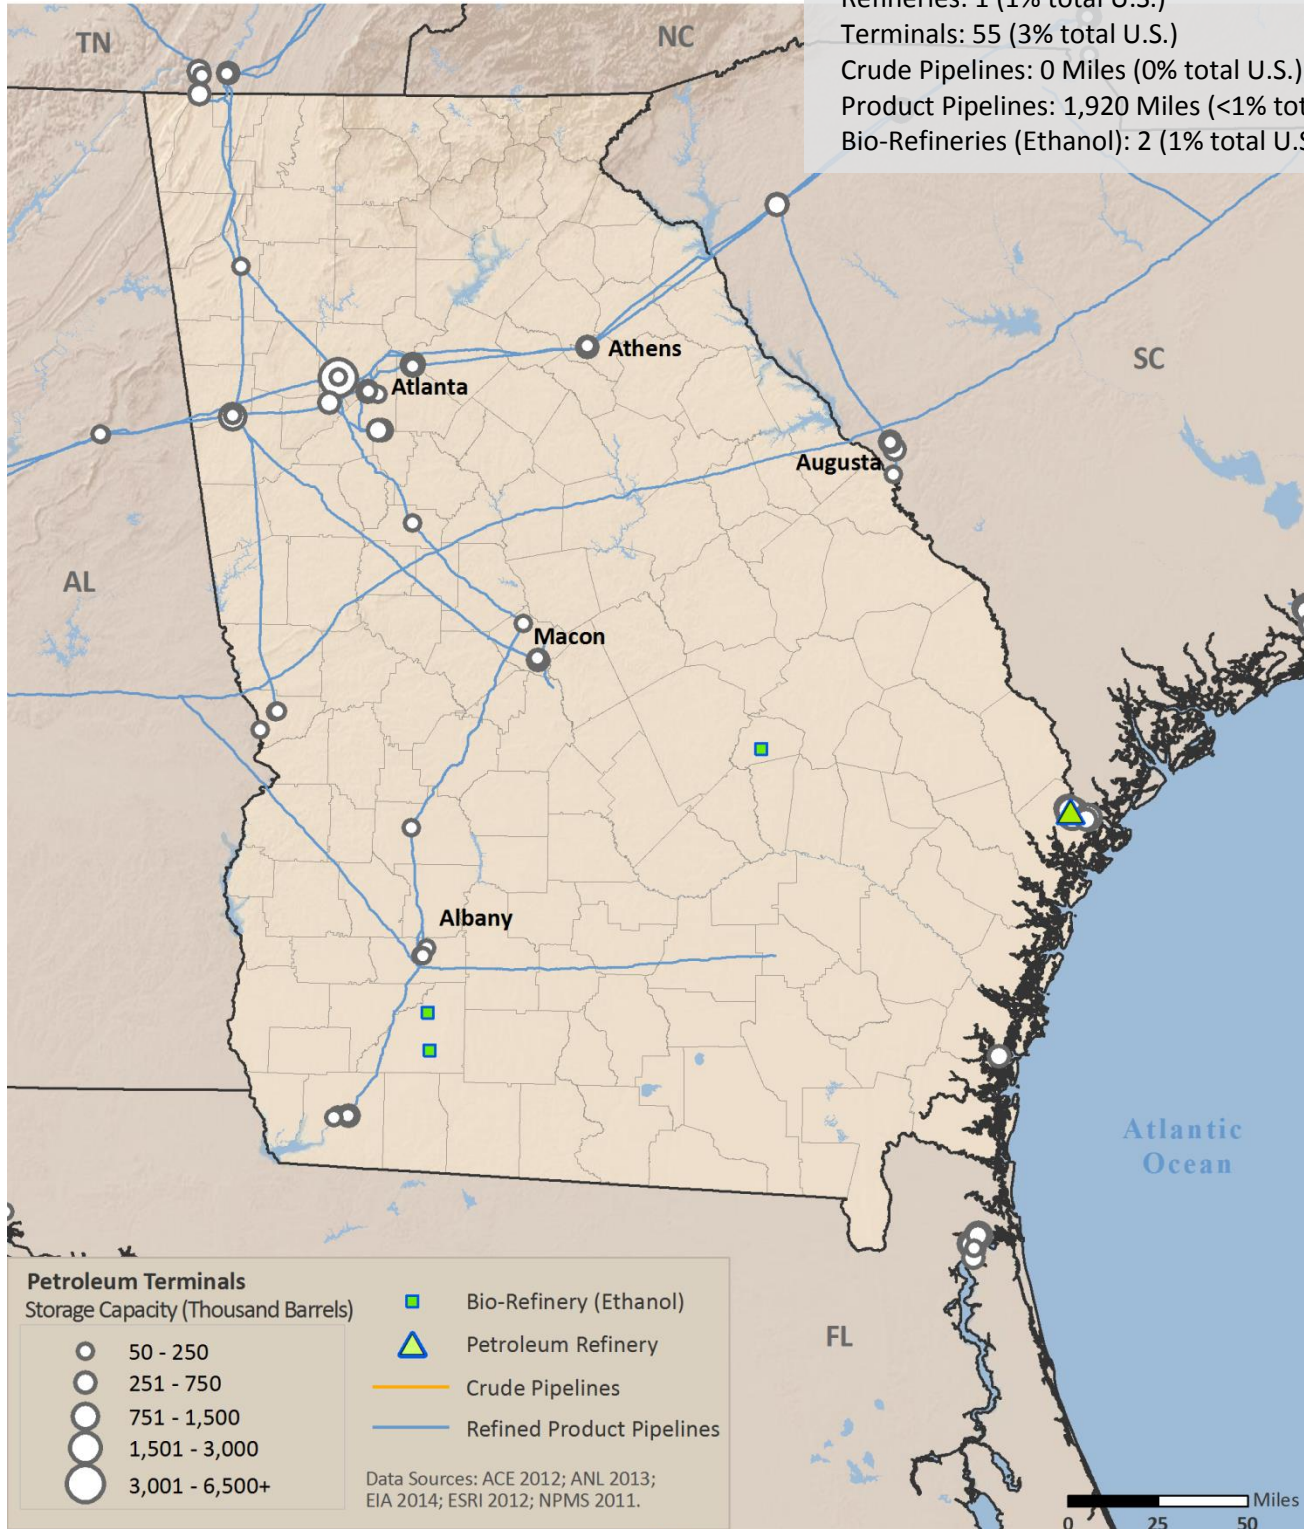 Refineries: 1 (1% total U.S.)
Terminals: 55 (3% total U.S.)
Crude Pipelines: 0 Miles (0% total U.S.)
Product Pipelines: 1,920 Miles (<1% tot
Bio-Refineries (Ethanol): 2 (1% total U.S
TN
NC
SC
Athens
Atlanta
Augusta
AL
Macon
Albany
Atlantic
Ocean
FL
Petroleum Terminals
Storage Capacity (Thousand Barrels)
50 - 250
251 - 750
751 - 1,500
1,501 - 3,000
3,001 - 6,500+
Bio-Refinery (Ethanol)
Petroleum Refinery
Crude Pipelines
Refined Product Pipelines
Data Sources: ACE 2012; ANL 2013;
EIA 2014; ESRI 2012; NPMS 2011.
Miles
0 25 50